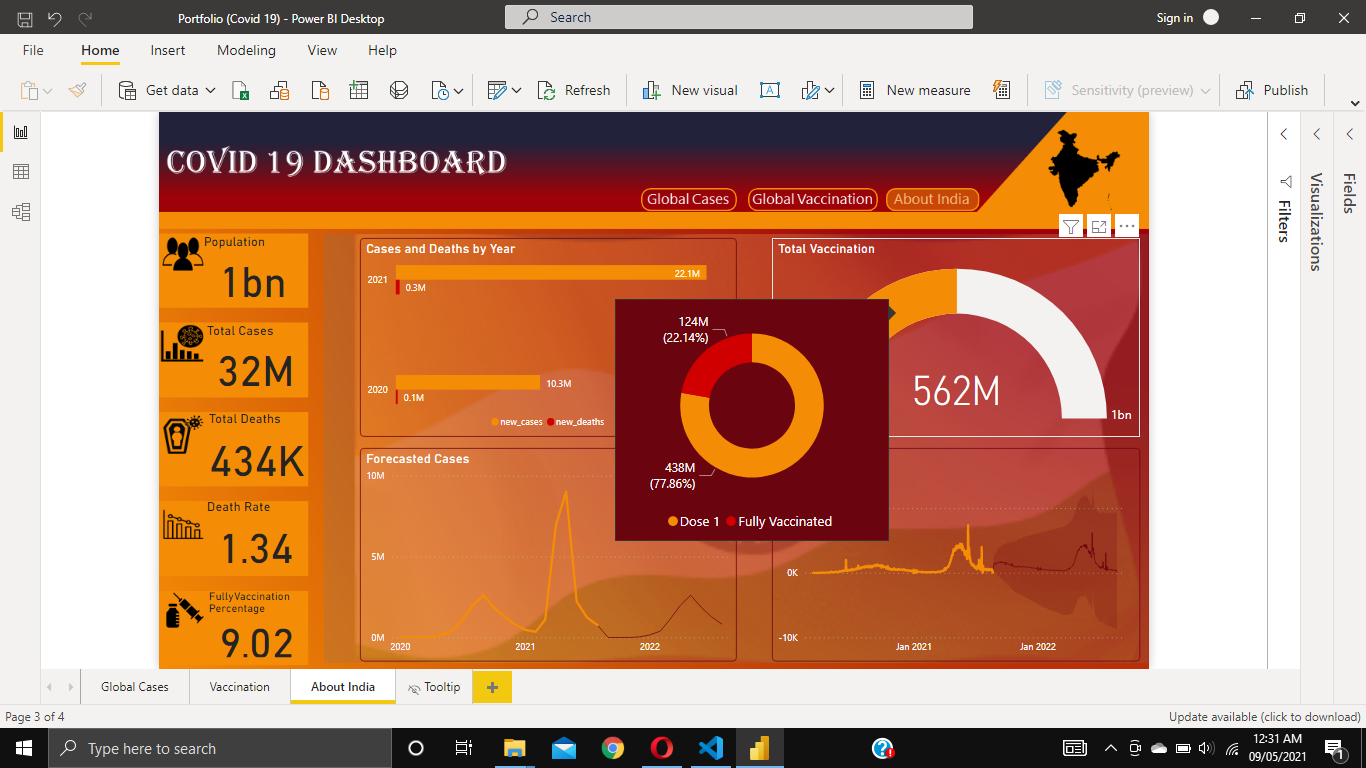 Portfolio (Covid 19) - Power BI Desktop
Search
Sign in
File Home Insert Modeling View Help
Get data Refresh New visual New measure Sensitivity (preview) Publish
COVID 19 DASHBOARD
Global Cases Global Vaccination About India
Population
1bn
Total Cases
32M
Total Deaths
434K
Death Rate
1.34
FullyVaccination
Percentage
9.02
Cases and Deaths by Year
2021
22.1M
0.3M
2020
10.3M
0.1M
new_cases new_deaths
Total Vaccination
562M
1bn
124M
(22.14%)
438M
(77.86%)
Dose 1 Fully Vaccinated
Forecasted Cases
10M
5M
0M
2020 2021 2022
0K
-10K
Jan 2021 Jan 2022
Filters
Visualizations
Fields
Global Cases Vaccination About India Tooltip
Page 3 of 4
Update available (click to download)
Type here to search
12:31 AM
09/05/2021
1